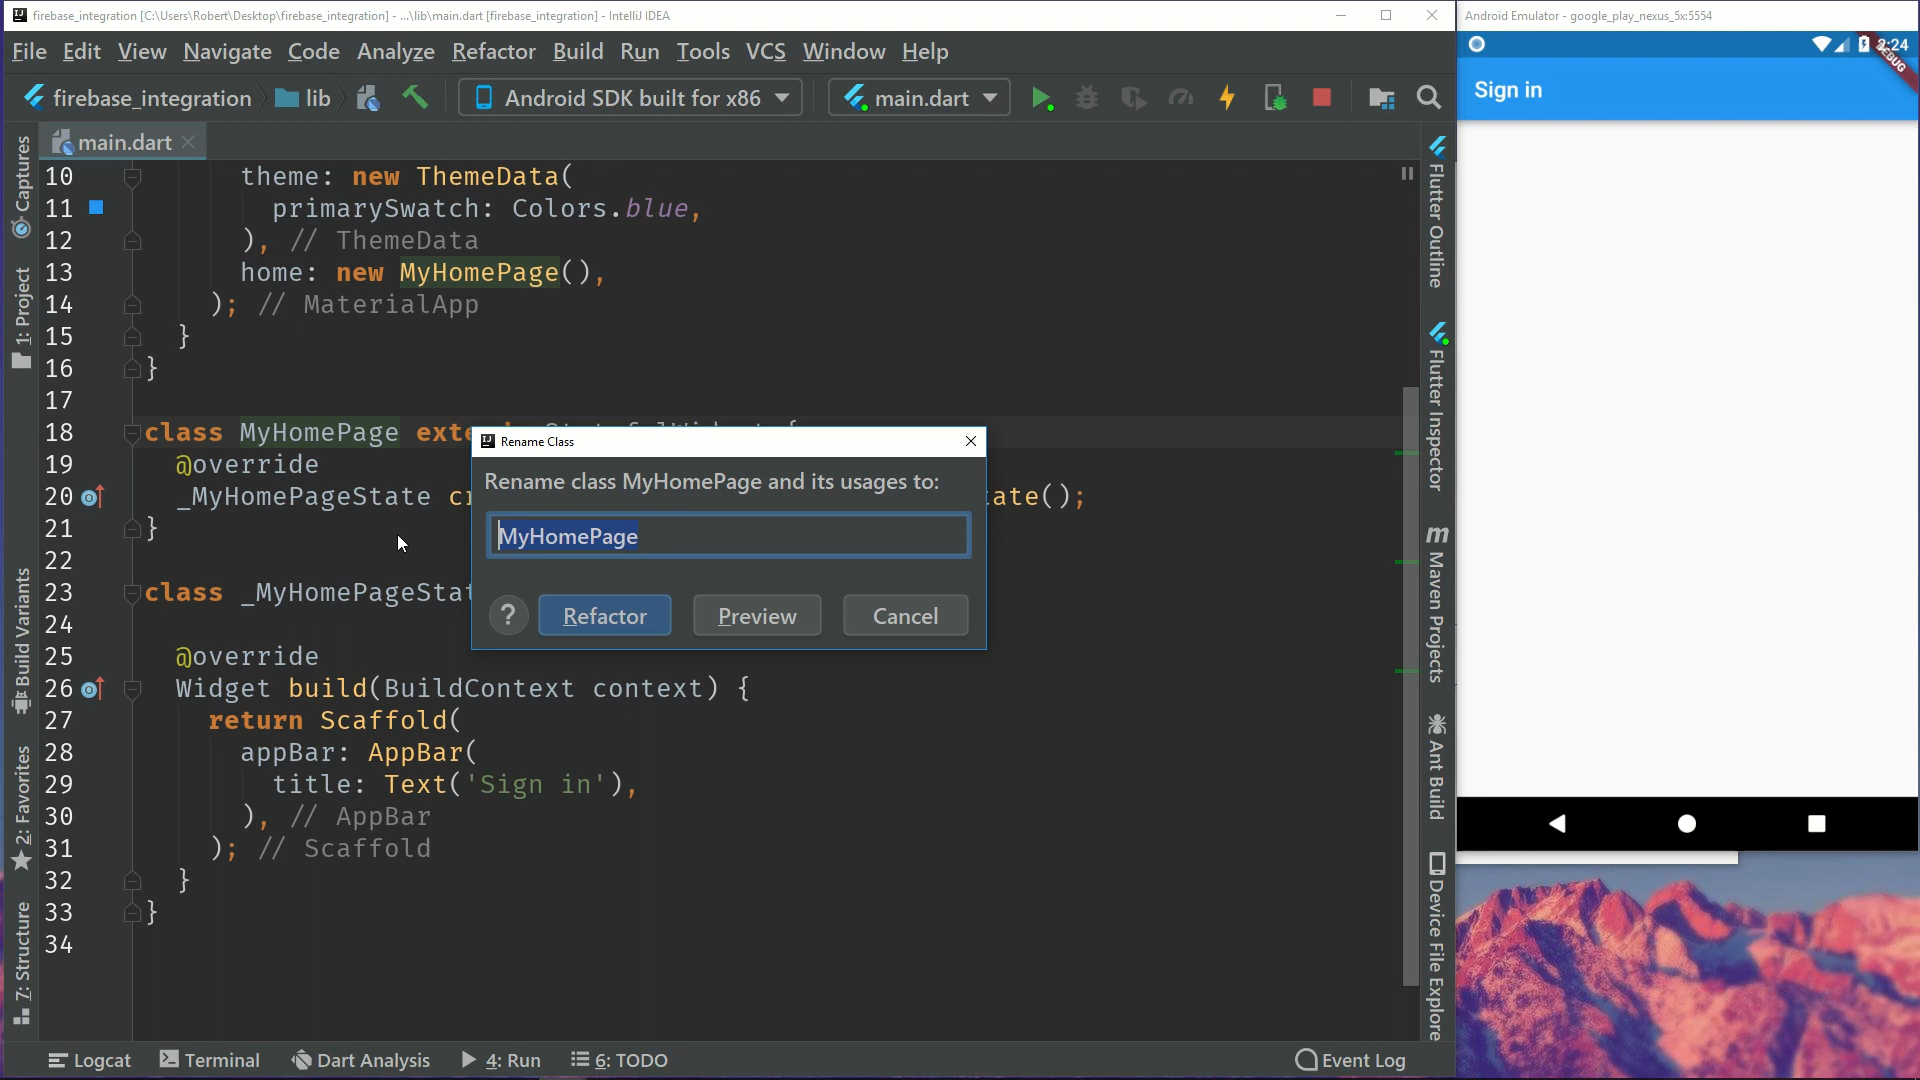 firebase_integration [C:\Users\Robert\Desktop\firebase_integration] - ...\lib\main.dart [firebase_integration] - IntelliJ IDEA
File Edit View Navigate Code Analyze Refactor Build Run Tools VCS Window Help
firebase_integration lib Android SDK built for x86 main.dart
main.dart
10 theme: new ThemeData(
11 primarySwatch: Colors.blue,
12 ), // ThemeData
13 home: new MyHomePage(),
14 ); // MaterialApp
15 }
16 }
17
18 class MyHomePage exte
19 @override
20 _MyHomePageState cr ate();
21 }
22
23 class _MyHomePageStat
24
25 @override
26 Widget build(BuildContext context) {
27 return Scaffold(
28 appBar: AppBar(
29 title: Text('Sign in'),
30 ), // AppBar
31 ); // Scaffold
32 }
33 }
34
Rename Class
Rename class MyHomePage and its usages to:
MyHomePage
? Refactor Preview Cancel
Captures
1: Project
Build Variants
2: Favorites
7: Structure
Flutter Outline
Flutter Inspector
m Maven Projects
Ant Build
Device File Explore
Logcat Terminal Dart Analysis 4: Run 6: TODO Event Log
Android Emulator - google_play_nexus_5x:5554
2:24
DEBUG
Sign in